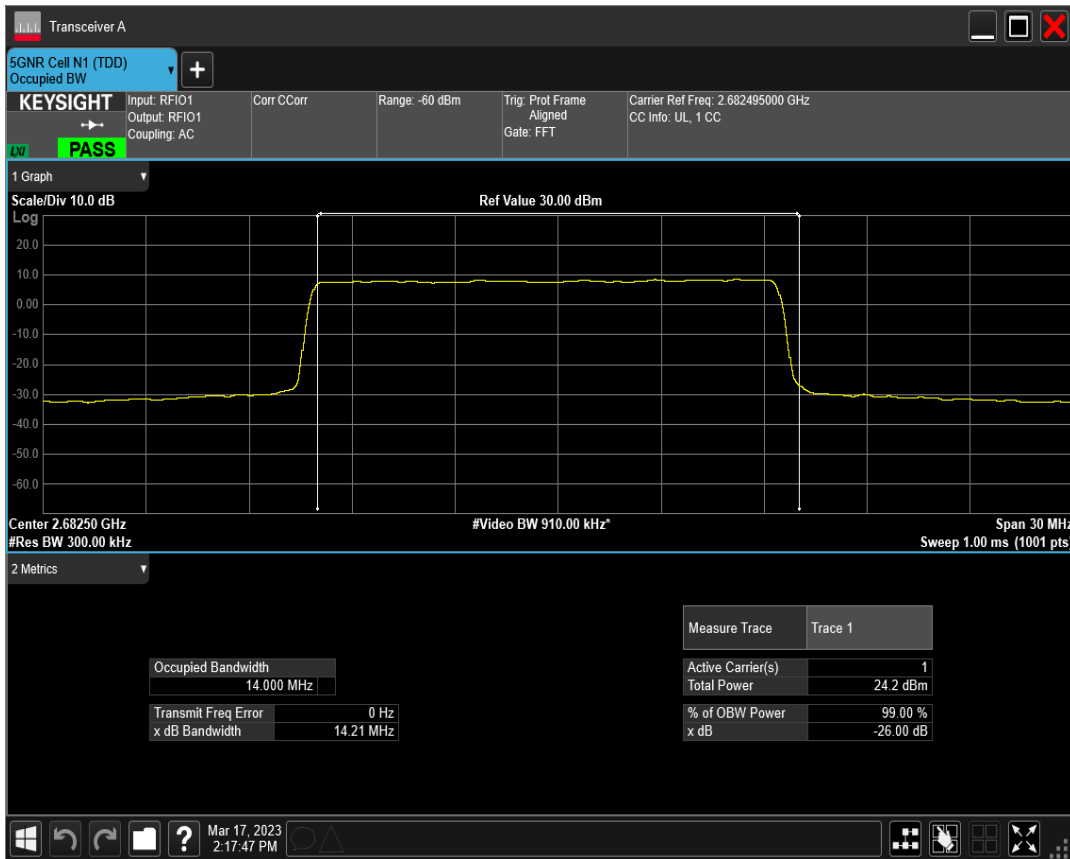 Transceiver A
5GNR Cell N1 (TDD)
Occupied BW
KEYSIGHT
LXI
PASS
Input: RFIO1
Output: RFIO1
Coupling: AC
Corr CCorr
Range: -60 dBm
Trig: Prot Frame
Aligned
Gate: FFT
Carrier Ref Freq: 2.682495000 GHz
CC Info: UL, 1 CC
1 Graph
Scale/Div 10.0 dB
Ref Value 30.00 dBm
Log
20.0
10.0
0.00
-10.0
-20.0
-30.0
-40.0
-50.0
-60.0
Center 2.68250 GHz
#Video BW 910.00 kHz*
Span 30 MHz
#Res BW 300.00 kHz
Sweep 1.00 ms (1001 pts)
2 Metrics
Measure Trace Trace 1
Occupied Bandwidth
14.000 MHz
Active Carrier(s) 1
Total Power 24.2 dBm
Transmit Freq Error 0 Hz
x dB Bandwidth 14.21 MHz
% of OBW Power 99.00 %
x dB -26.00 dB
?
Mar 17, 2023
2:17:47 PM